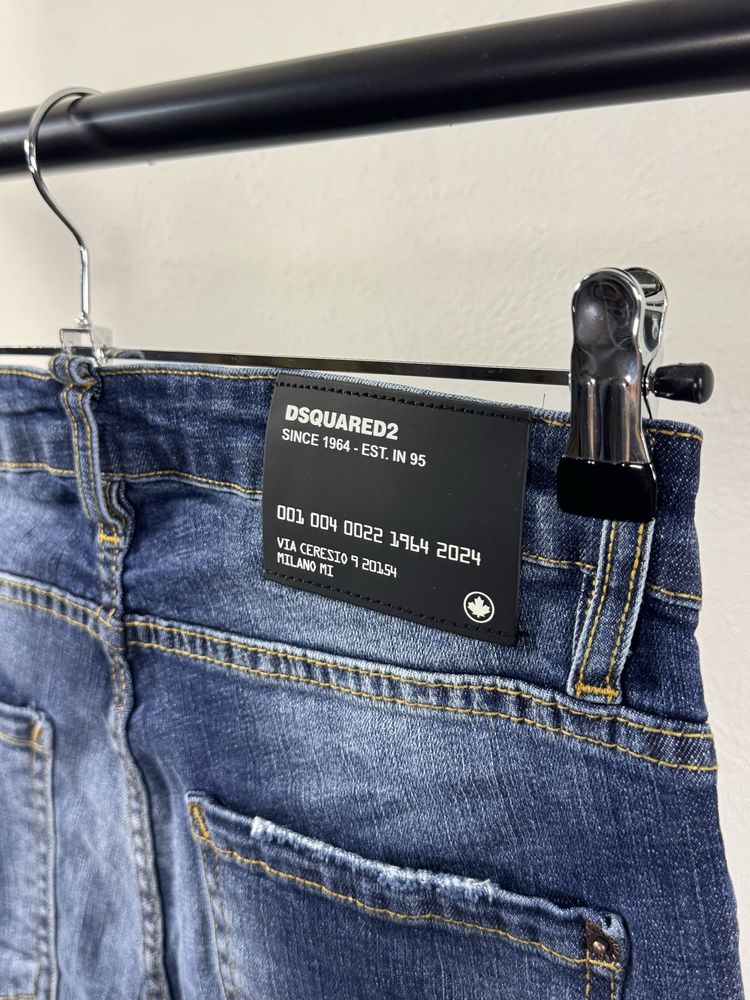 DSQUARED2
SINCE 1964 - EST. IN 95
001 004 0022 1964 2024
VIA CERESIO 9 20154
MILANO MI